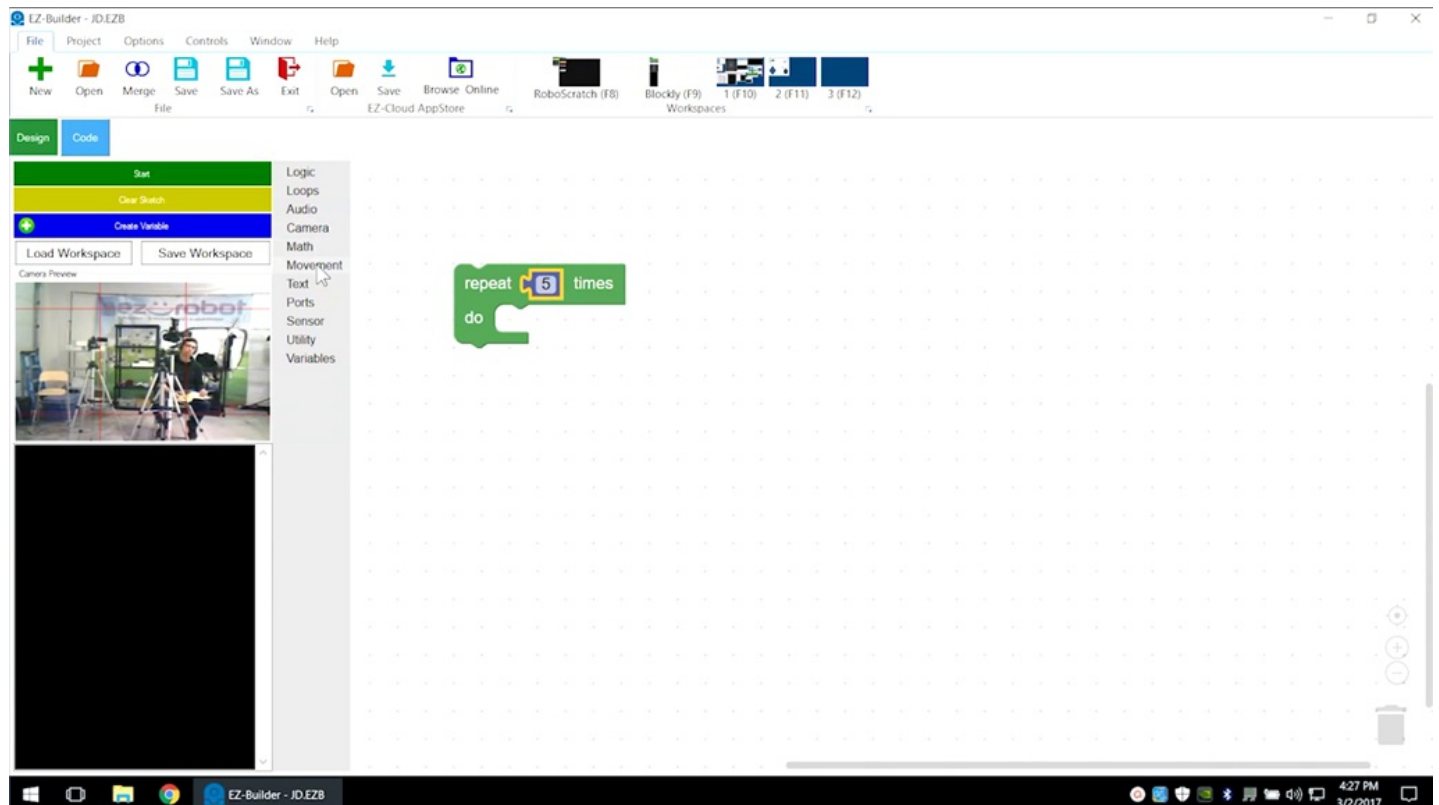 EZ-Builder - JD.EZB
File Project Options Controls Window Help
New Open Merge Save Save As Exit Open Save Browse Online RoboScratch (F8) Blockly (F9) 1 (F10) 2 (F11) 3 (F12)
File EZ-Cloud AppStore Workspaces
Design Code
Start
Clear Sketch
Create Variable
Load Workspace Save Workspace
Camera Preview
ez robot
Logic
Loops
Audio
Camera
Math
Movement
Text
Ports
Sensor
Utility
Variables
repeat 5 times
do
EZ-Builder - JD.EZB
4:27 PM
3/2/2017